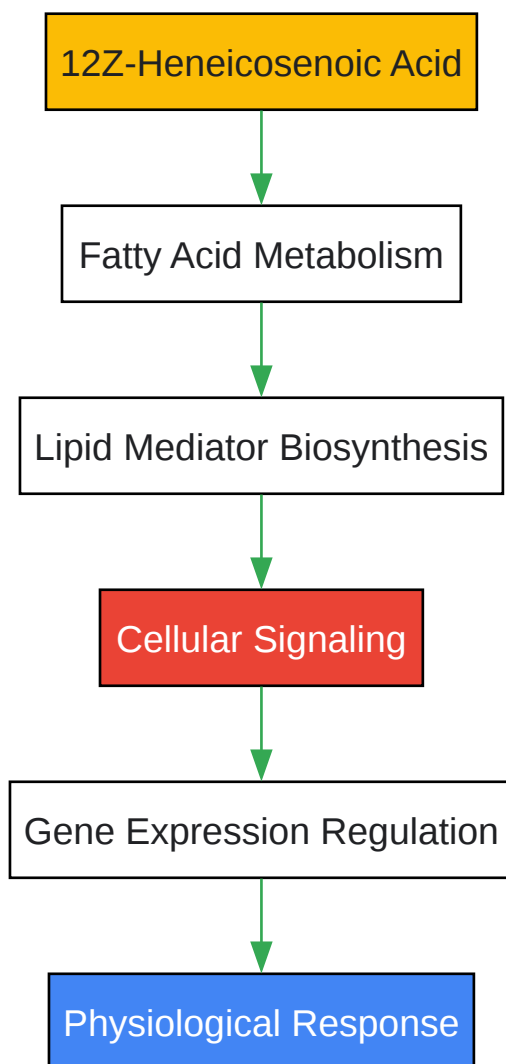 12Z-Heneicosenoic Acid
Fatty Acid Metabolism
Lipid Mediator Biosynthesis
Cellular Signaling
Gene Expression Regulation
Physiological Response